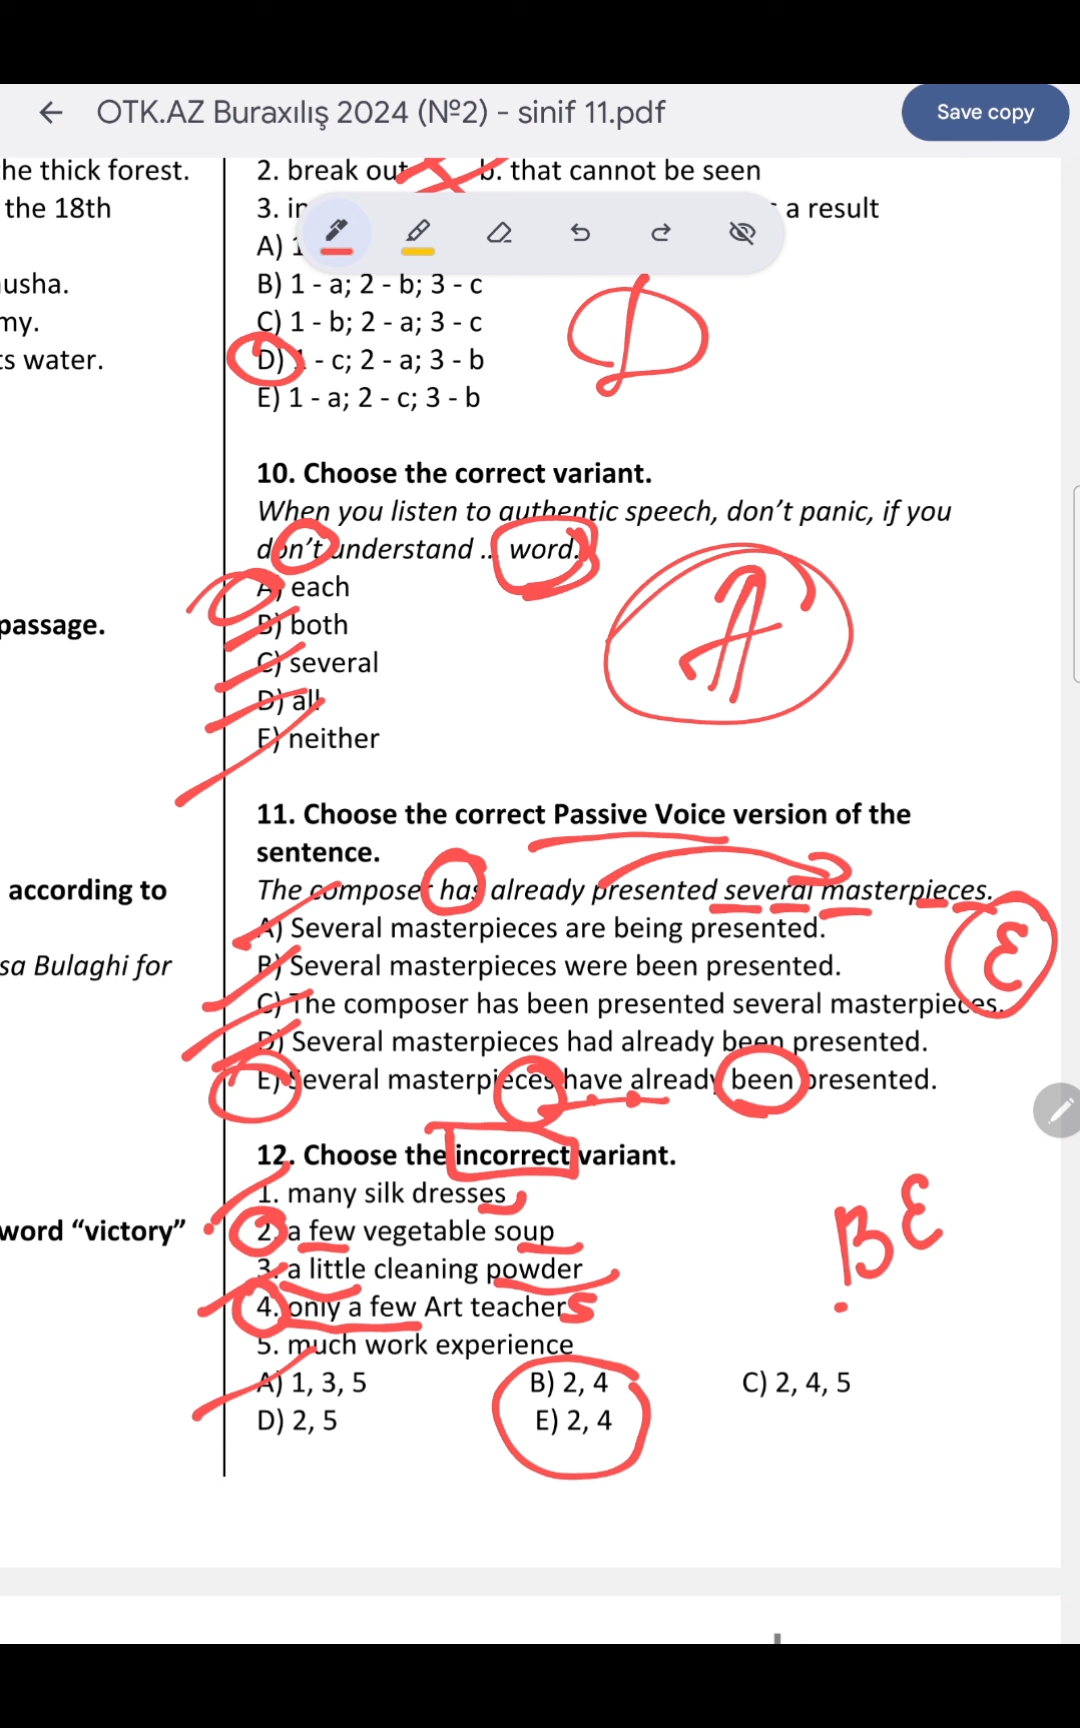 OTK.AZ Buraxılış 2024 (Nº2) - sinif 11.pdf
Save copy
he thick forest.
the 18th
usha.
my.
s water.
passage.
according to
sa Bulaghi for
word “victory”
2. break out b. that cannot be seen
3. in a result
A) 1
B) 1 - a; 2 - b; 3 - c
C) 1 - b; 2 - a; 3 - c
D) 1 - c; 2 - a; 3 - b
E) 1 - a; 2 - c; 3 - b
D
10. Choose the correct variant.
When you listen to authentic speech, don’t panic, if you
don’t understand ... word.
A) each
B) both
C) several
D) all
E) neither
A
11. Choose the correct Passive Voice version of the
sentence.
The composer has already presented several masterpieces.
A) Several masterpieces are being presented.
B) Several masterpieces were been presented.
C) The composer has been presented several masterpieces.
D) Several masterpieces had already been presented.
E) Several masterpieces have already been presented.
E
12. Choose the incorrect variant.
1. many silk dresses
2. a few vegetable soup
3. a little cleaning powder
4. only a few Art teachers
5. much work experience
A) 1, 3, 5 B) 2, 4 C) 2, 4, 5
D) 2, 5 E) 2, 4
B E